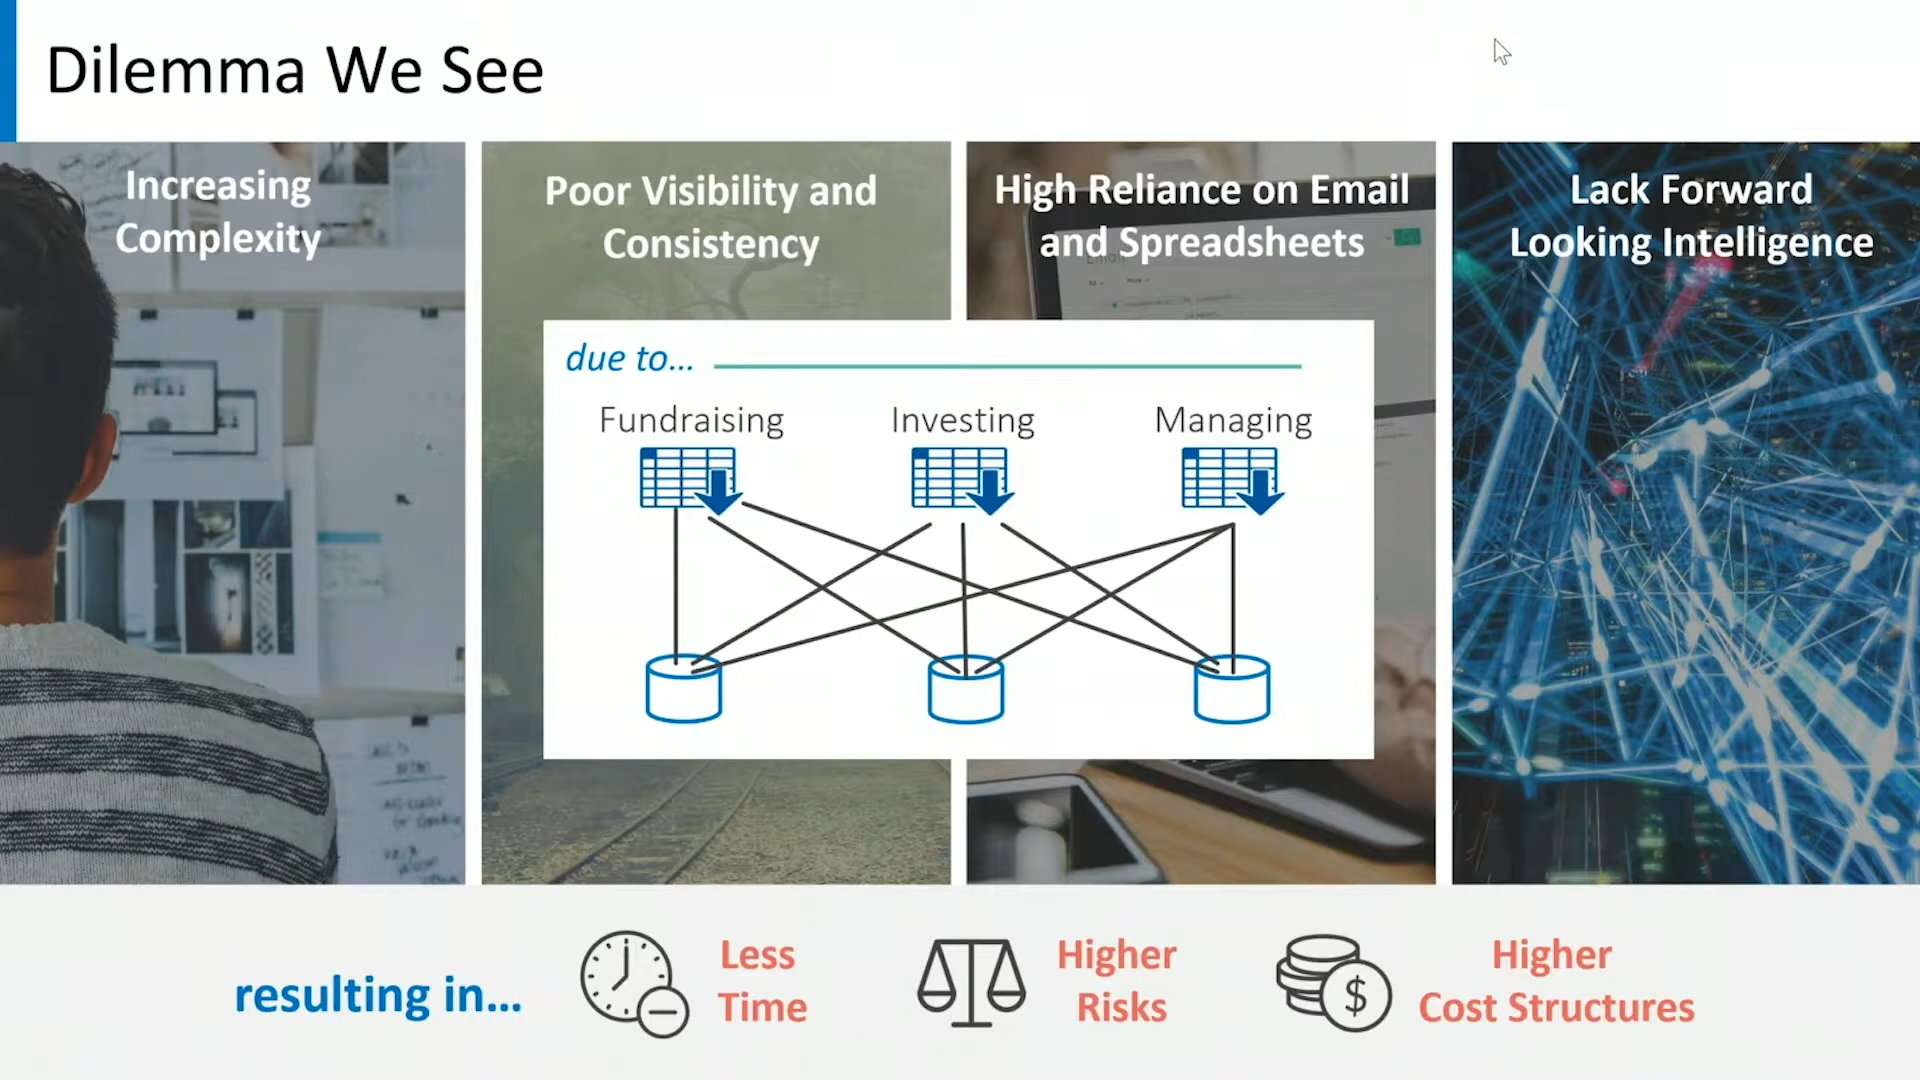 Dilemma We See
Increasing
Complexity
Poor Visibility and
Consistency
High Reliance on Email
and Spreadsheets
Lack Forward
Looking Intelligence
due to...
Fundraising
Investing
Managing
resulting in...
Less
Time
Higher
Risks
$
Higher
Cost Structures